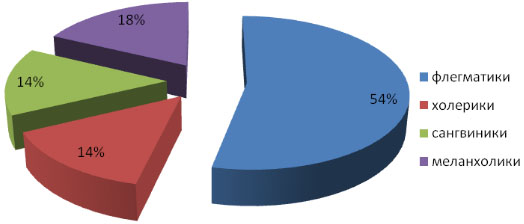 18%
14%
54%
14%
флегматики
холерики
сангвиники
меланхолики